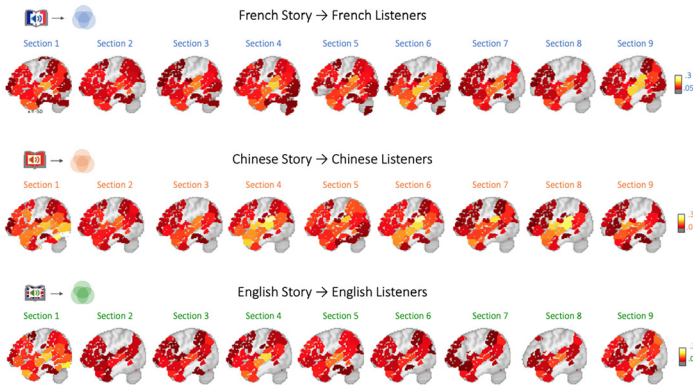 French Story → French Listeners
Section 1 Section 2 Section 3 Section 4 Section 5 Section 6 Section 7 Section 8 Section 9
.3
.05
Chinese Story → Chinese Listeners
Section 1 Section 2 Section 3 Section 4 Section 5 Section 6 Section 7 Section 8 Section 9
English Story → English Listeners
Section 1 Section 2 Section 3 Section 4 Section 5 Section 6 Section 7 Section 8 Section 9